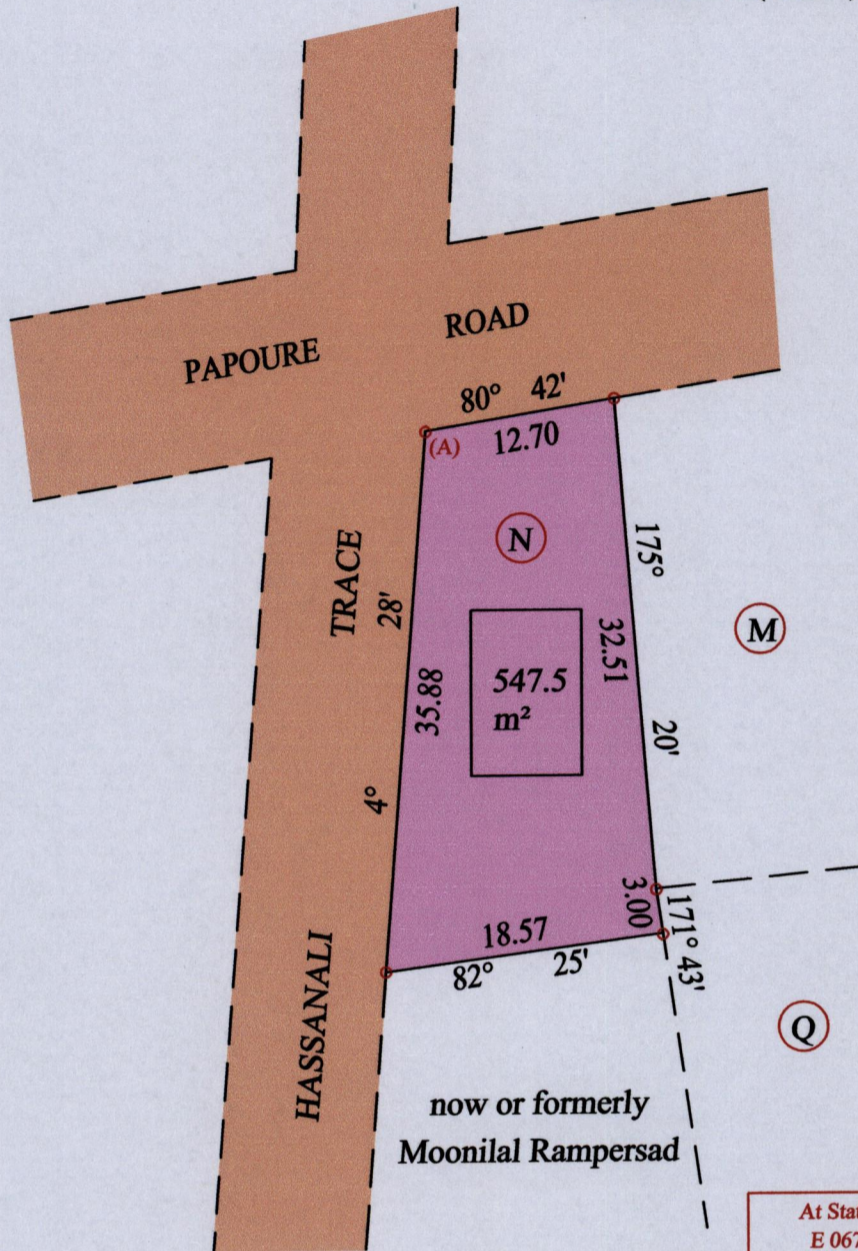 PAPOURE ROAD
80° 42'
(A)
12.70
N
175°
TRACE
28'
M
32.51
547.5
m²
35.88
20'
4°
3.00
171° 43'
18.57
82° 25'
HASSANALI
Q
now or formerly
Moonilal Rampersad
E 067